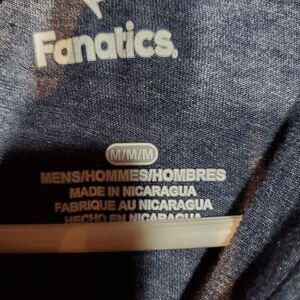 Fanatics.
M/M/M
MENS/HOMMES/HOMBRES
MADE IN NICARAGUA
FABRIQUE AU NICARAGUA
HECHO EN NICARAGUA